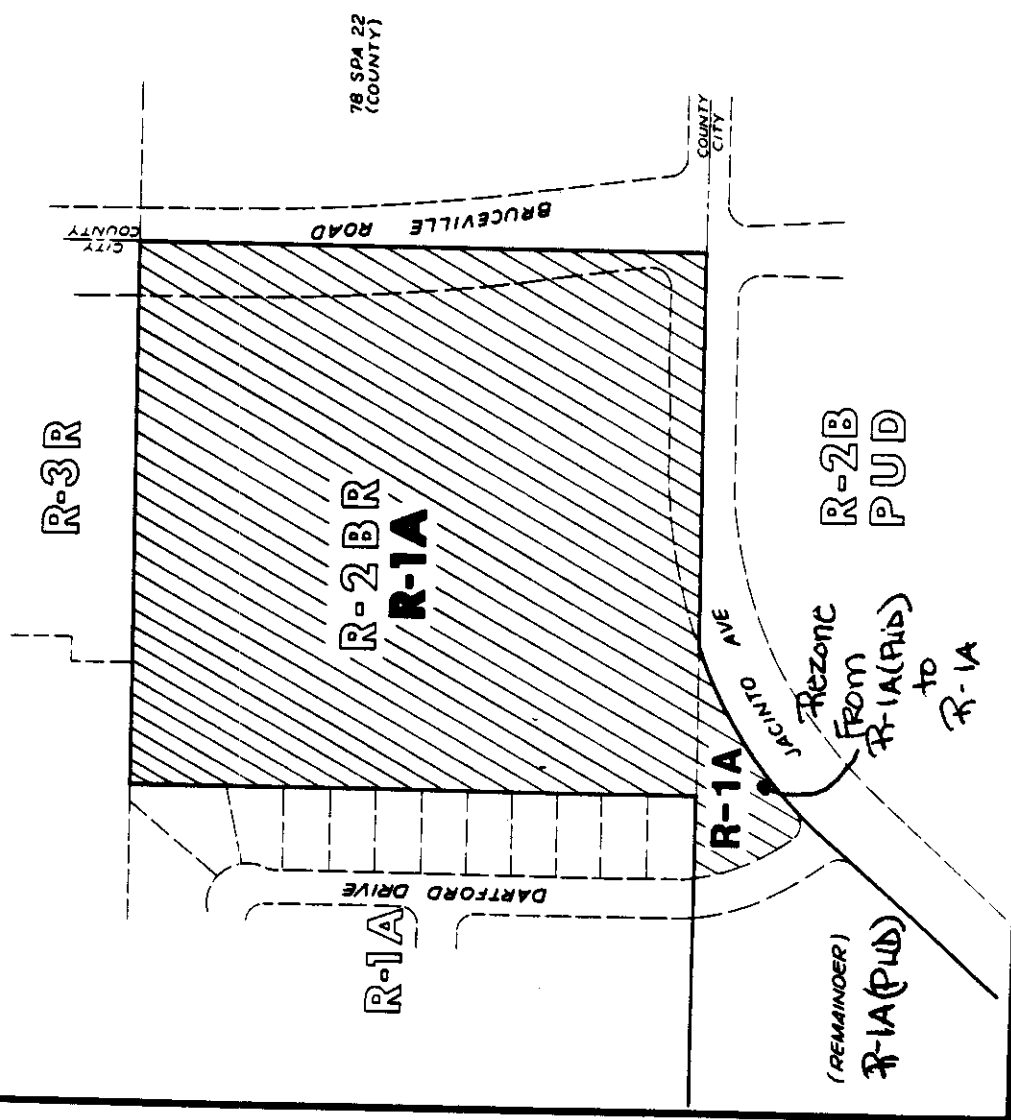 78 SPA 22
(COUNTY)
COUNTY
CITY
BRUCEVILLE ROAD
CITY
COUNTY
R-3R
R-2BR
R-1A
R-2B
PUD
JACINTO AVE
Rezone
From
R-1A(PUD)
to
R-1A
R-1A
DARTFORD DRIVE
R-1A
(REMAINDER)
R-1A(PUD)